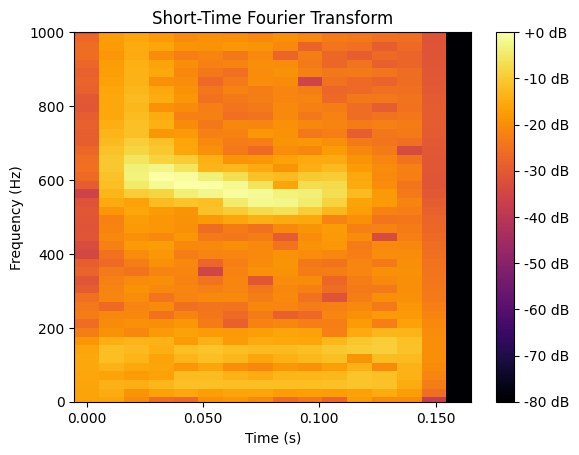 Short-Time Fourier Transform
Frequency (Hz)
1000
800
600
400
200
0
0.000
0.050
0.100
0.150
Time (s)
+0 dB
-10 dB
-20 dB
-30 dB
-40 dB
-50 dB
-60 dB
-70 dB
-80 dB